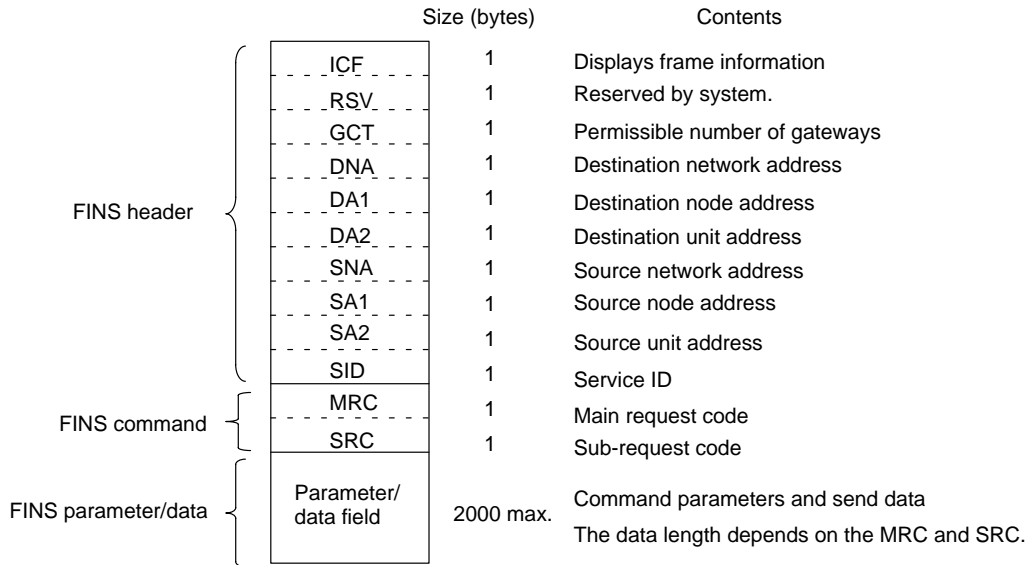 Size (bytes) Contents
ICF 1 Displays frame information
RSV 1 Reserved by system.
GCT 1 Permissible number of gateways
DNA 1 Destination network address
FINS header DA1 1 Destination node address
DA2 1 Destination unit address
SNA 1 Source network address
SA1 1 Source node address
SA2 1 Source unit address
SID 1 Service ID
FINS command MRC 1 Main request code
SRC 1 Sub-request code
FINS parameter/data Parameter/
data field 2000 max. Command parameters and send data
The data length depends on the MRC and SRC.